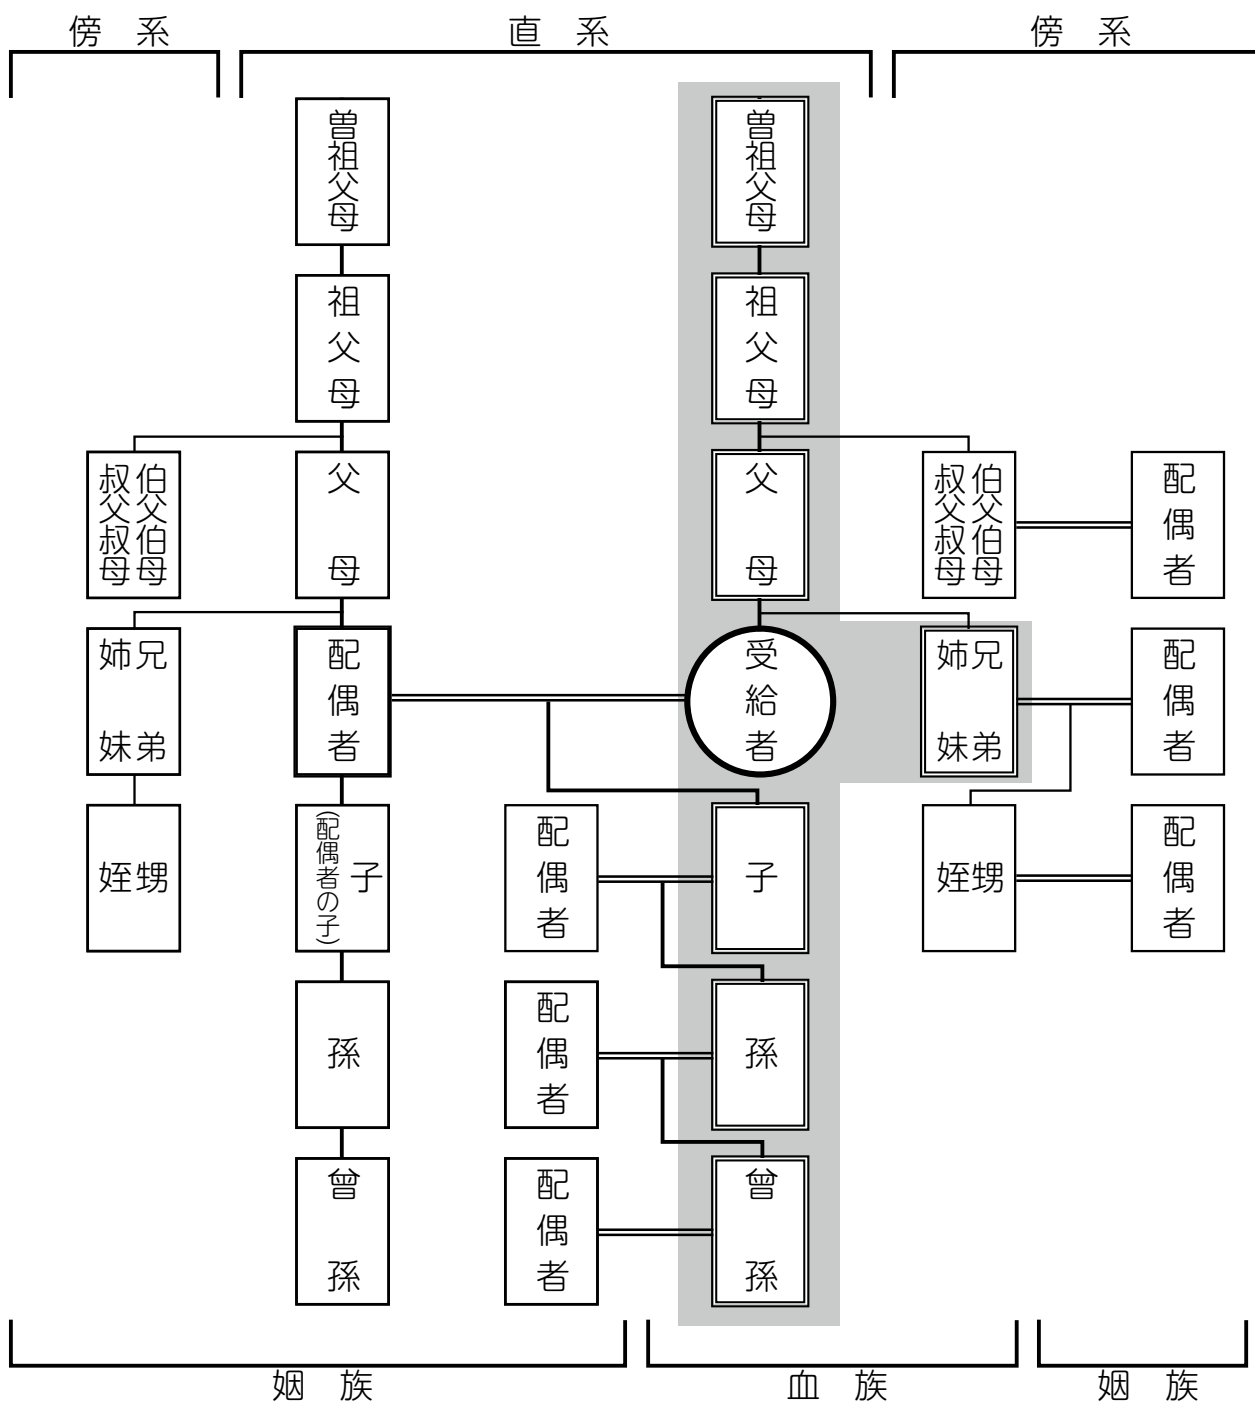 傍　系
直　系
傍　系
曽祖父母
曽祖父母
祖父母
祖父母
伯父伯母
叔父叔母
父母
父母
伯父伯母
叔父叔母
配偶者
兄弟
姉妹
配偶者
受給者
兄弟
姉妹
配偶者
甥
姪
子
(配偶者の子)
配偶者
子
甥
姪
配偶者
孫
配偶者
孫
曾孫
配偶者
曾孫
姻　族
血　族
姻　族